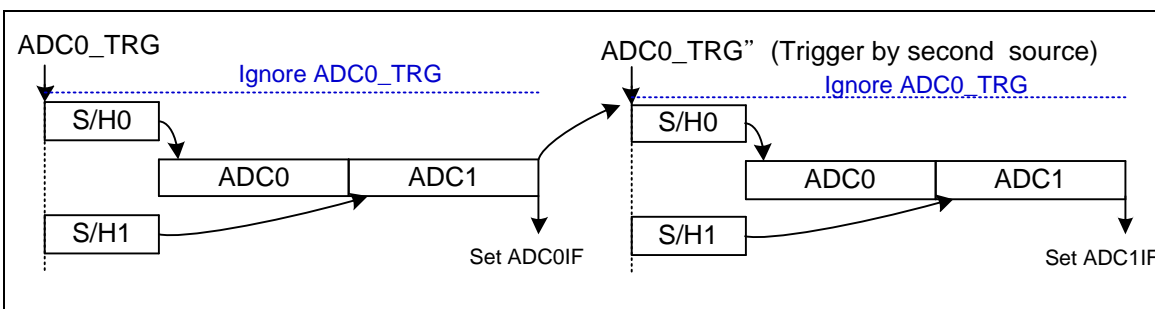 ADC0_TRG
Ignore ADC0_TRG
S/H0
ADC0 ADC1
S/H1
Set ADC0IF
ADC0_TRG” (Trigger by second source)
Ignore ADC0_TRG
S/H0
ADC0 ADC1
S/H1
Set ADC1IF